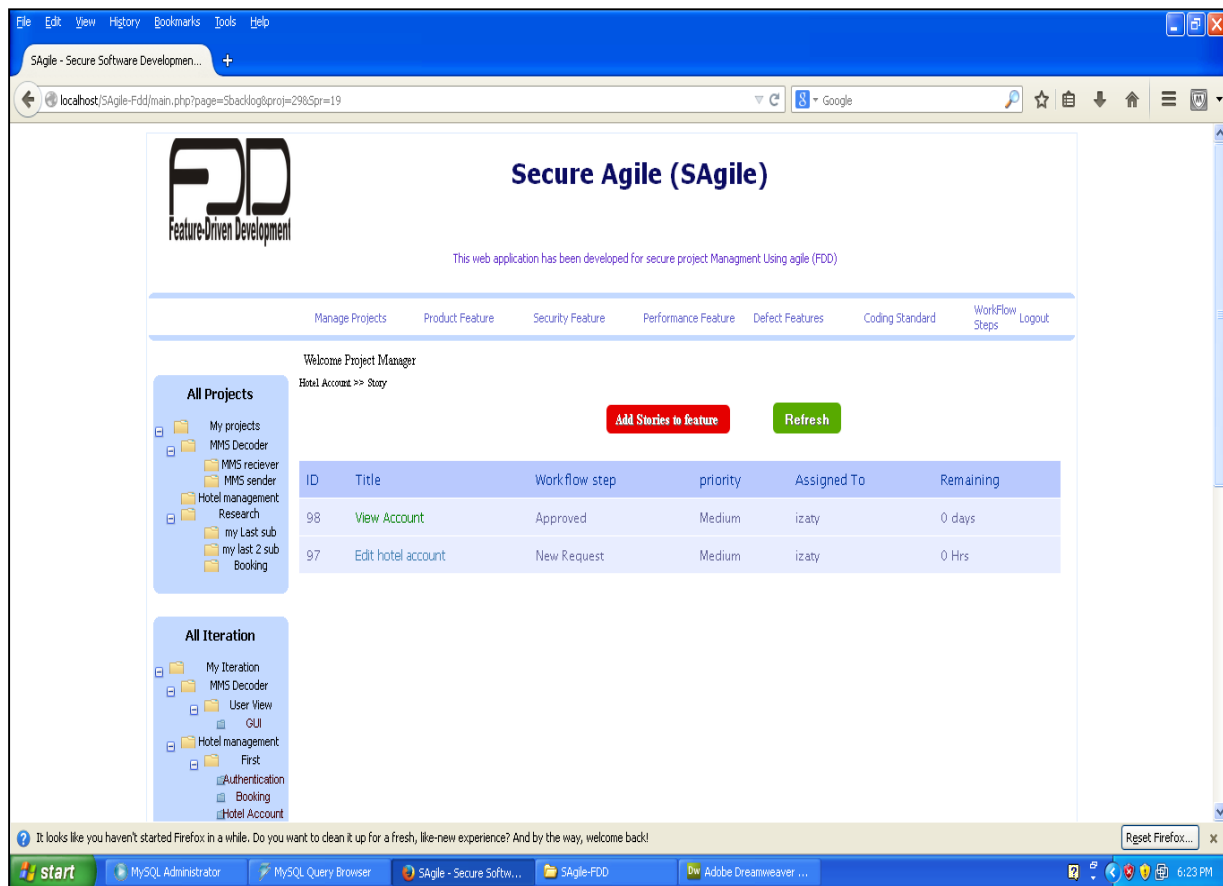 File Edit View History Bookmarks Tools Help
SAgile - Secure Software Developmen...
localhost/SAgile-Fdd/main.php?page=Sbacklog&proj=29&Spr=19
Google
FDD
Feature-Driven Development
Secure Agile (SAgile)
This web application has been developed for secure project Managment Using agile (FDD)
Manage Projects Product Feature Security Feature Performance Feature Defect Features Coding Standard WorkFlow Steps Logout
Welcome Project Manager
Hotel Account >> Story
Add Stories to feature Refresh
ID Title Workflow step priority Assigned To Remaining
98 View Account Approved Medium izaty 0 days
97 Edit hotel account New Request Medium izaty 0 Hrs
All Projects
My projects
MMS Decoder
MMS reciever
MMS sender
Hotel management
Research
my Last sub
my last 2 sub
Booking
All Iteration
My Iteration
MMS Decoder
User View
GUI
Hotel management
First
Authentication
Booking
Hotel Account
It looks like you haven't started Firefox in a while. Do you want to clean it up for a fresh, like-new experience? And by the way, welcome back! Reset Firefox...
start MySQL Administrator MySQL Query Browser SAgile - Secure Softw... SAgile-FDD Adobe Dreamweaver ... 6:23 PM